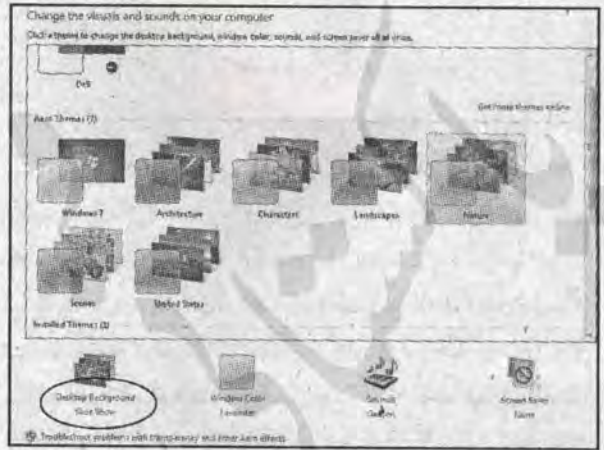 Change the visuals and sounds on your computer
Click a theme to change the desktop background, window color, sounds, and screen saver all at once.
Dell
Get more themes online
Aero Themes (7)
Windows 7
Architecture
Characters
Landscapes
Nature
Scenes
United States
Installed Themes
Desktop Background
Slide Show
Window Color
Lavender
Sounds
Garden
Screen Saver
None
Troubleshoot problems with transparency and other Aero effects